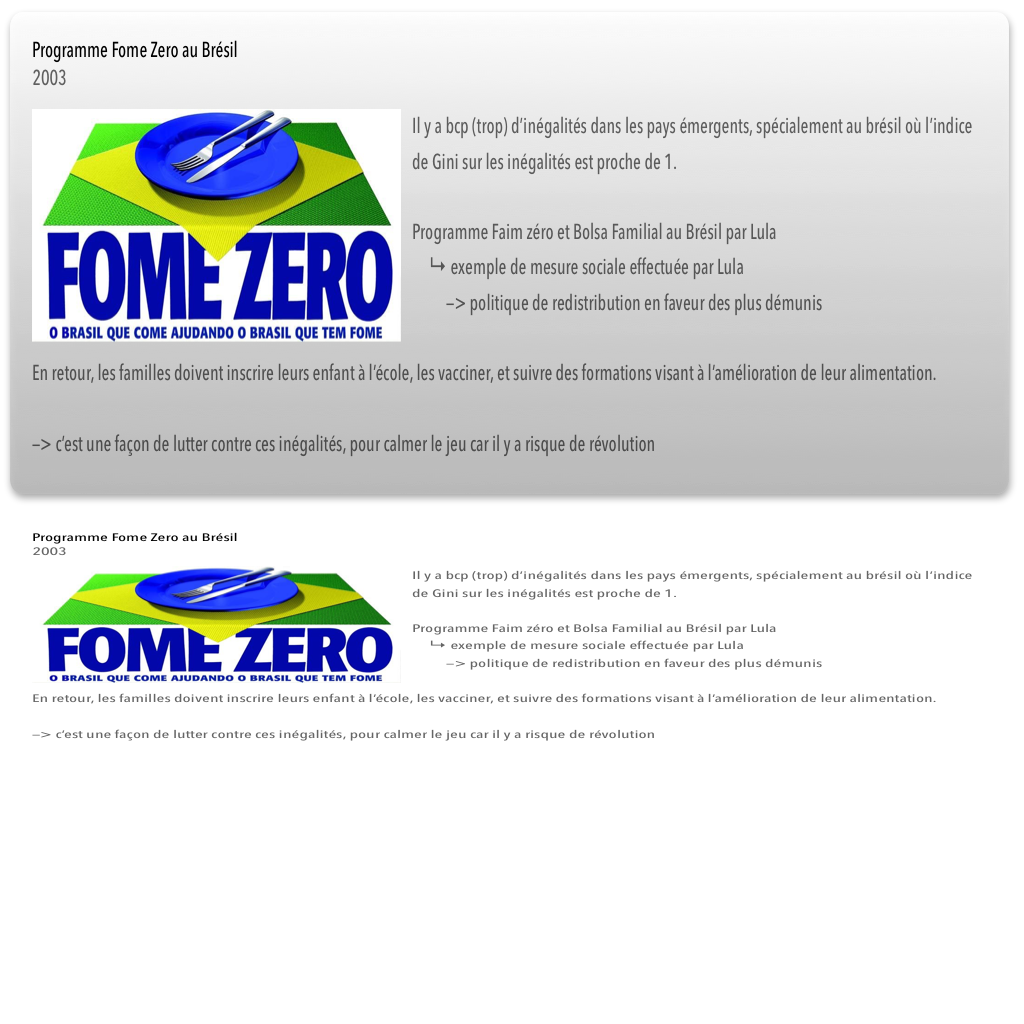 Programme Fome Zero au Brésil
2003
FOME ZERO
O BRASIL QUE COME AJUDANDO O BRASIL QUE TEM FOME
Il y a bcp (trop) d’inégalités dans les pays émergents, spécialement au brésil où l’indice
de Gini sur les inégalités est proche de 1.
Programme Faim zéro et Bolsa Familial au Brésil par Lula
↳ exemple de mesure sociale effectuée par Lula
–> politique de redistribution en faveur des plus démunis
En retour, les familles doivent inscrire leurs enfant à l’école, les vacciner, et suivre des formations visant à l’amélioration de leur alimentation.
–> c’est une façon de lutter contre ces inégalités, pour calmer le jeu car il y a risque de révolution
Programme Fome Zero au Brésil
2003
FOME ZERO
O BRASIL QUE COME AJUDANDO O BRASIL QUE TEM FOME
Il y a bcp (trop) d’inégalités dans les pays émergents, spécialement au brésil où l’indice
de Gini sur les inégalités est proche de 1.
Programme Faim zéro et Bolsa Familial au Brésil par Lula
↳ exemple de mesure sociale effectuée par Lula
–> politique de redistribution en faveur des plus démunis
En retour, les familles doivent inscrire leurs enfant à l’école, les vacciner, et suivre des formations visant à l’amélioration de leur alimentation.
–> c’est une façon de lutter contre ces inégalités, pour calmer le jeu car il y a risque de révolution